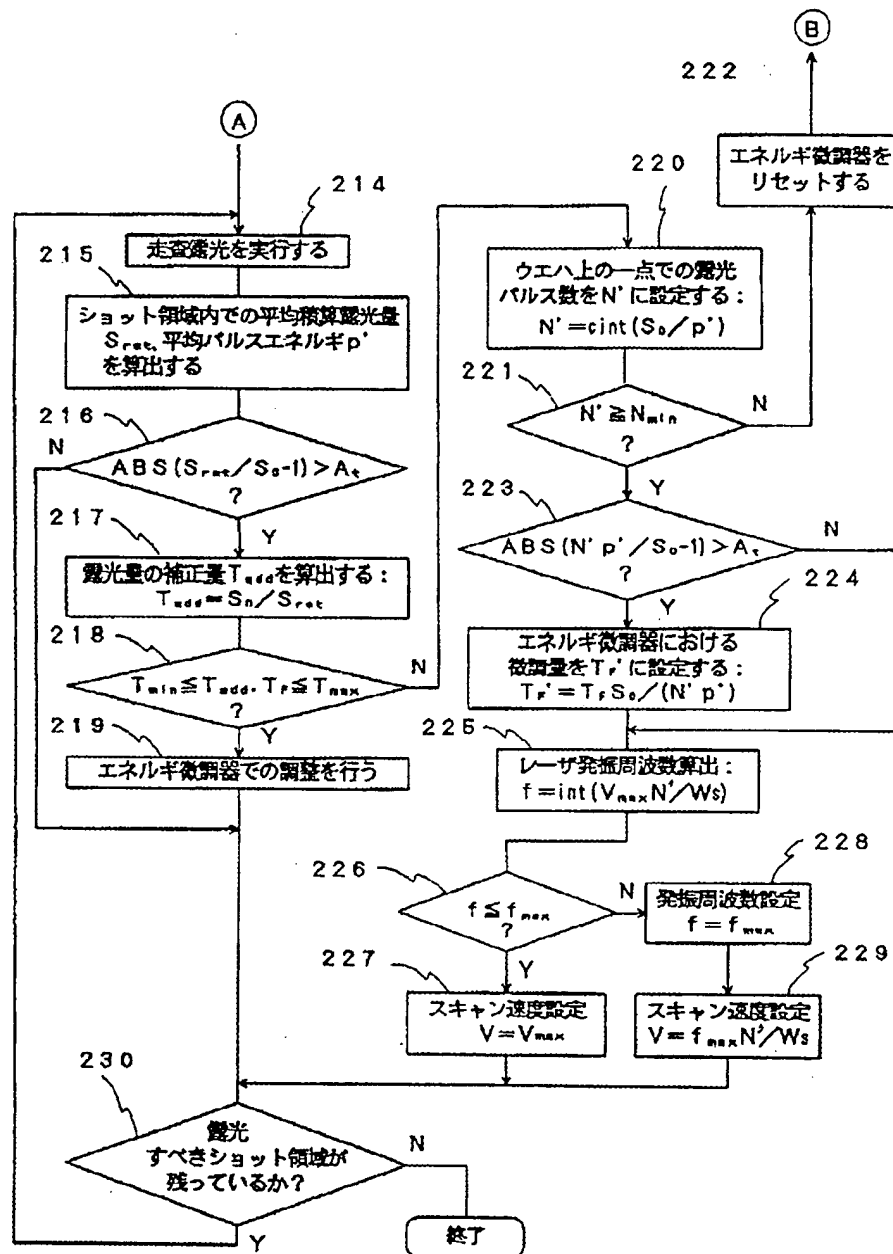 A
214
走査露光を実行する
215
ショット領域内での平均積算露光量
Sret、平均パルスエネルギp'
を算出する
216
N
ABS(Sret/S0-1)>At
?
Y
217
露光量の補正量Taddを算出する:
Tadd=S0/Sret
218
Tmin≦Tadd・TF≦Tmax
?
N
Y
219
エネルギ微調器での調整を行う
B
222
エネルギ微調器を
リセットする
220
ウエハ上の一点での露光
パルス数をN'に設定する:
N'=cint(S0/p')
221
N'≧Nmin
?
N
Y
223
ABS(N'p'/S0-1)>At
?
N
Y
224
エネルギ微調器における
微調量をTF'に設定する:
TF'=TFS0/(N'p')
225
レーザ発振周波数算出:
f=int(VmaxN'/Ws)
226
f≦fmax
?
N
Y
228
発振周波数設定
f=fmax
227
スキャン速度設定
V=Vmax
229
スキャン速度設定
V=fmaxN'/Ws
230
露光
すべきショット領域が
残っているか?
N
Y
終了